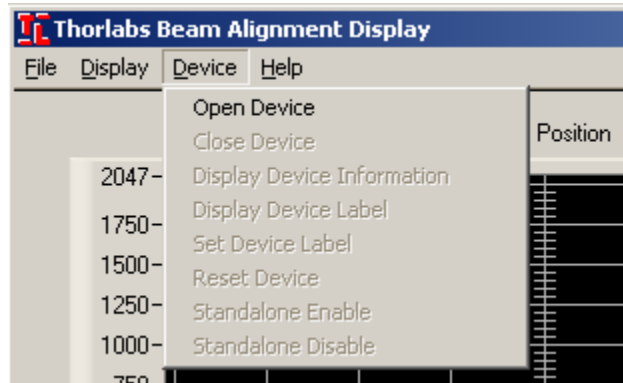 Thorlabs Beam Alignment Display
File Display Device Help
Open Device
Close Device
Display Device Information
Display Device Label
Set Device Label
Reset Device
Standalone Enable
Standalone Disable
Position
2047
1750
1500
1250
1000
750